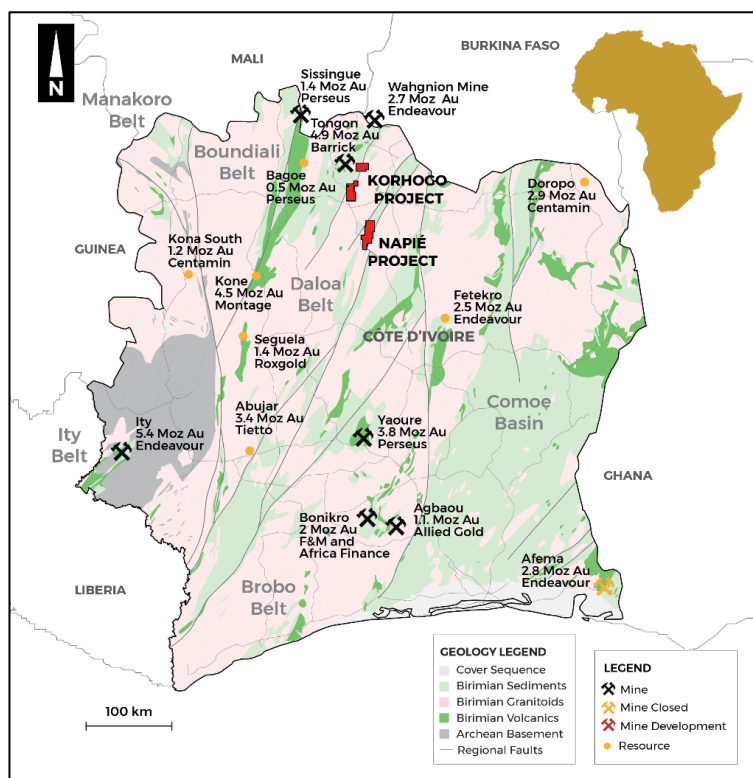 N
MALI
BURKINA FASO
Sissingue
1.4 Moz Au
Perseus
Wahgnion Mine
2.7 Moz Au
Endeavour
Manakoro
Belt
Tongon
4.9 Moz Au
Barrick
Boundiali
Belt
Bagoe
0.5 Moz Au
Perseus
KORHOGO
PROJECT
Doropo
2.9 Moz Au
Centamin
GUINEA
Kona South
1.2 Moz Au
Centamin
NAPIÉ
PROJECT
Kone
4.5 Moz Au
Montage
Daloa
Belt
Fetekro
2.5 Moz Au
Endeavour
CÔTE D'IVOIRE
Seguela
1.4 Moz Au
Roxgold
Comoe
Basin
Ity
Belt
Ity
5.4 Moz Au
Endeavour
Abujar
3.4 Moz Au
Tietto
Yaoure
3.8 Moz Au
Perseus
GHANA
Bonikro
2 Moz Au
F&M and
Africa Finance
Agbaou
1.1. Moz Au
Allied Gold
Afema
2.8 Moz Au
Endeavour
LIBERIA
Brobo
Belt
100 km
GEOLOGY LEGEND
Cover Sequence
Birimian Sediments
Birimian Granitoids
Birimian Volcanics
Archean Basement
Regional Faults
LEGEND
Mine
Mine Closed
Mine Development
Resource